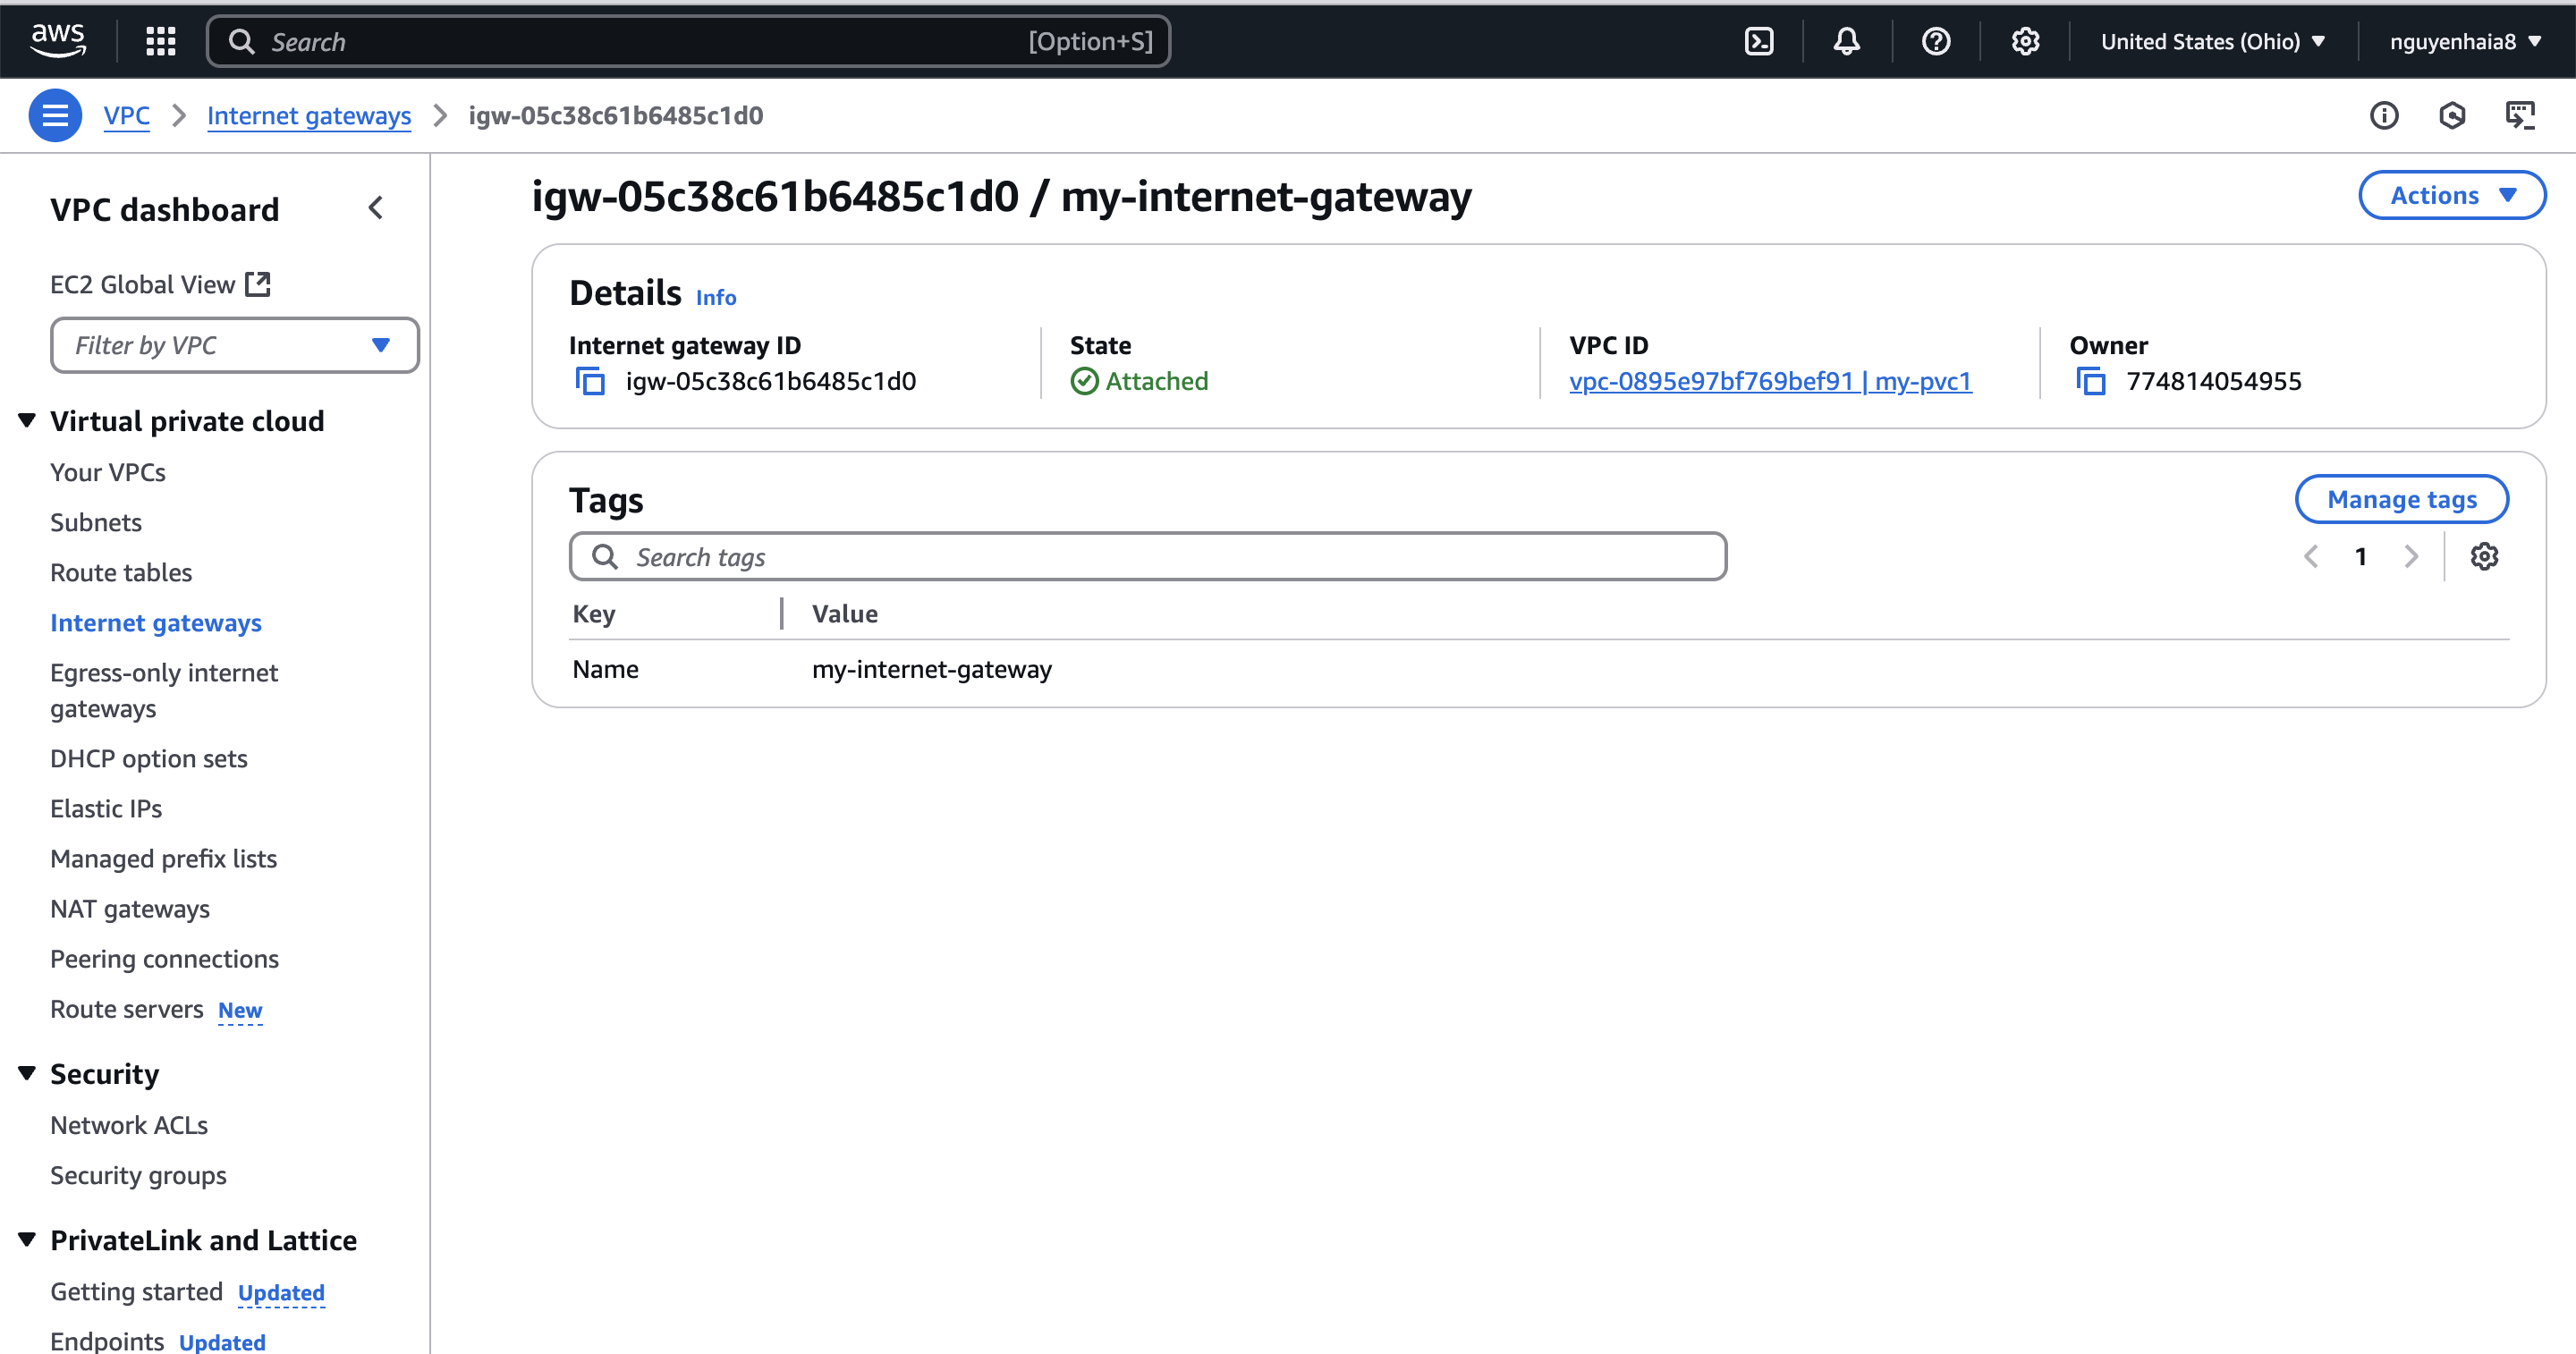 aws
Search [Option+S] United States (Ohio) nguyenhaia8
VPC Internet gateways igw-05c38c61b6485c1d0
VPC dashboard
EC2 Global View
Filter by VPC
Virtual private cloud
Your VPCs
Subnets
Route tables
Internet gateways
Egress-only internet
gateways
DHCP option sets
Elastic IPs
Managed prefix lists
NAT gateways
Peering connections
Route servers New
Security
Network ACLs
Security groups
PrivateLink and Lattice
Getting started Updated
Endpoints Updated
igw-05c38c61b6485c1d0 / my-internet-gateway
Actions
Details Info
Internet gateway ID
igw-05c38c61b6485c1d0
State
Attached
VPC ID
vpc-0895e97bf769bef91 | my-pvc1
Owner
774814054955
Tags
Manage tags
Search tags
1
Key Value
Name my-internet-gateway